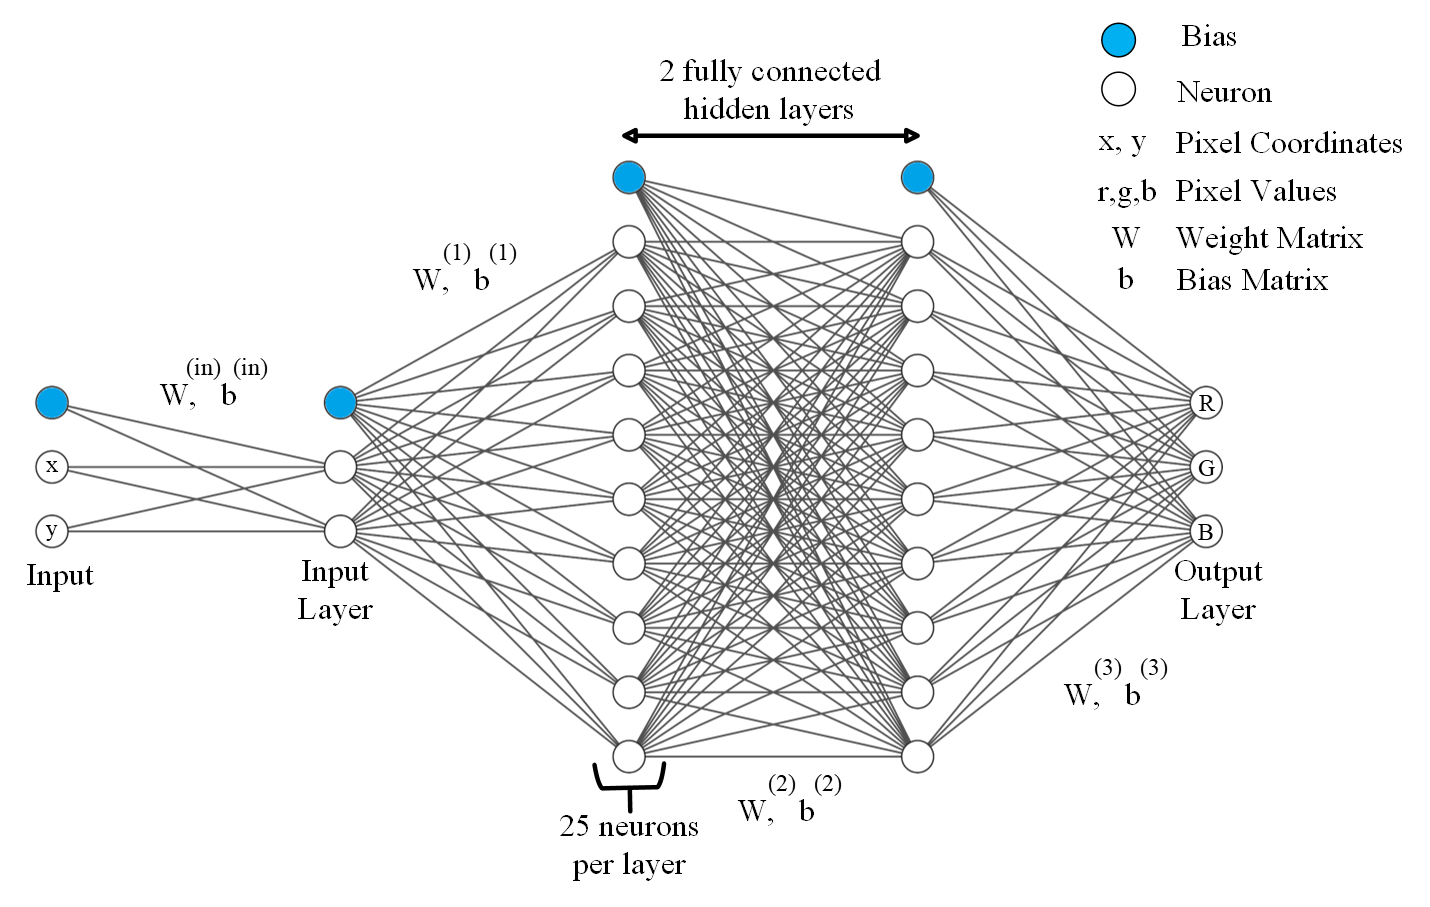 Bias
2 fully connected
hidden layers
Neuron
x, y Pixel Coordinates
r,g,b Pixel Values
W Weight Matrix
b Bias Matrix
W,(1) b(1)
W,(in) b(in)
x
y
Input
Input
Layer
R
G
B
Output
Layer
W,(3) b(3)
W,(2) b(2)
25 neurons
per layer